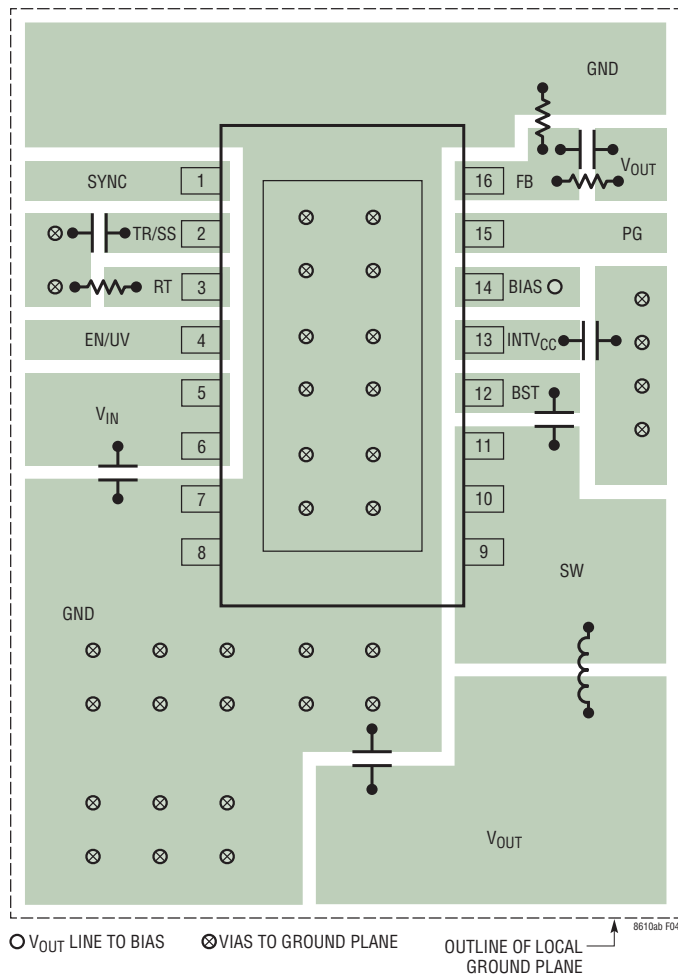 GND
SYNC 1 16 FB VOUT
TR/SS 2 15 PG
RT 3 14 BIAS
EN/UV 4 13 INTVCC
5 12 BST
VIN
6 11
7 10
8 9
SW
GND
VOUT
8610ab F04
VOUT LINE TO BIAS VIAS TO GROUND PLANE OUTLINE OF LOCAL
GROUND PLANE